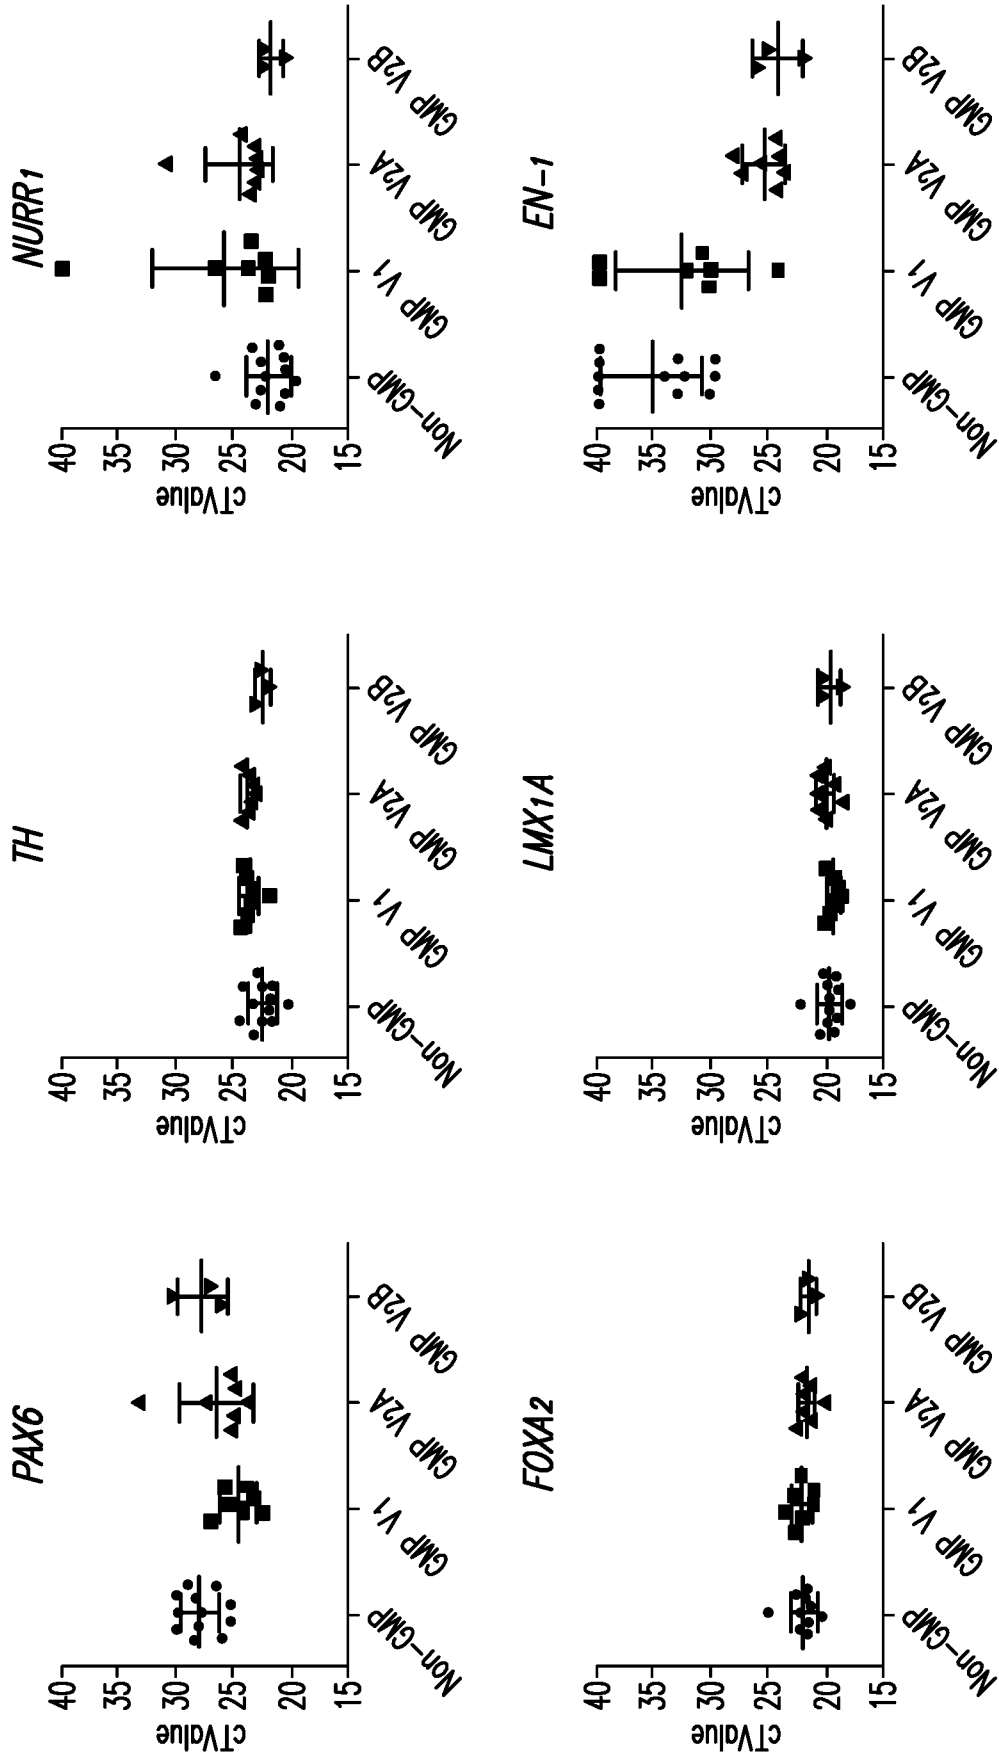 PAX6
cTValue
40
35
30
25
20
15
Non-GMP
GMP V1
GMP V2A
GMP V2B
TH
cTValue
40
35
30
25
20
15
Non-GMP
GMP V1
GMP V2A
GMP V2B
NURR1
cTValue
40
35
30
25
20
15
Non-GMP
GMP V1
GMP V2A
GMP V2B
FOXA2
cTValue
40
35
30
25
20
15
Non-GMP
GMP V1
GMP V2A
GMP V2B
LMX1A
cTValue
40
35
30
25
20
15
Non-GMP
GMP V1
GMP V2A
GMP V2B
EN-1
cTValue
40
35
30
25
20
15
Non-GMP
GMP V1
GMP V2A
GMP V2B